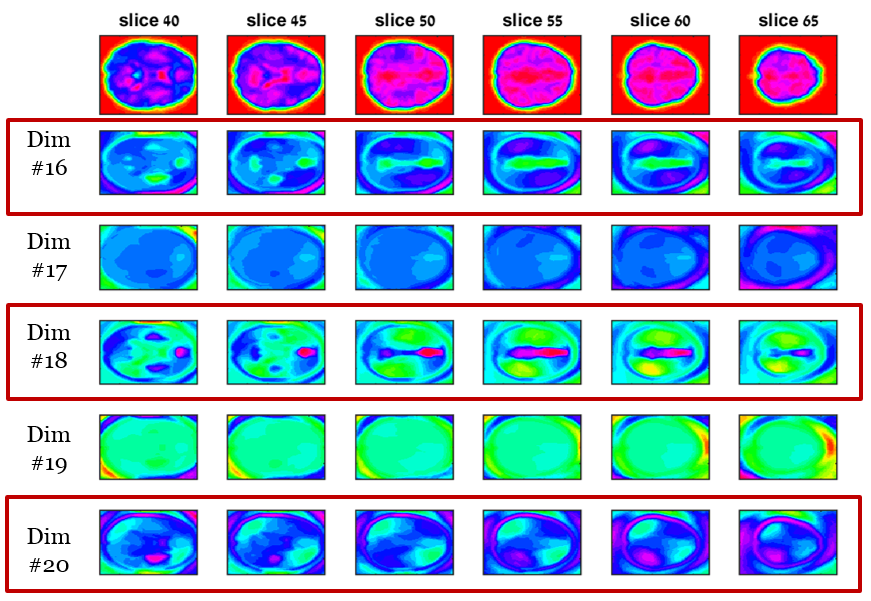 slice 40 slice 45 slice 50 slice 55 slice 60 slice 65
Dim
#16
Dim
#17
Dim
#18
Dim
#19
Dim
#20